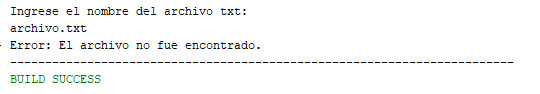 Ingrese el nombre del archivo txt:
archivo.txt
Error: El archivo no fue encontrado.
------------------------------------------------------------------------
BUILD SUCCESS